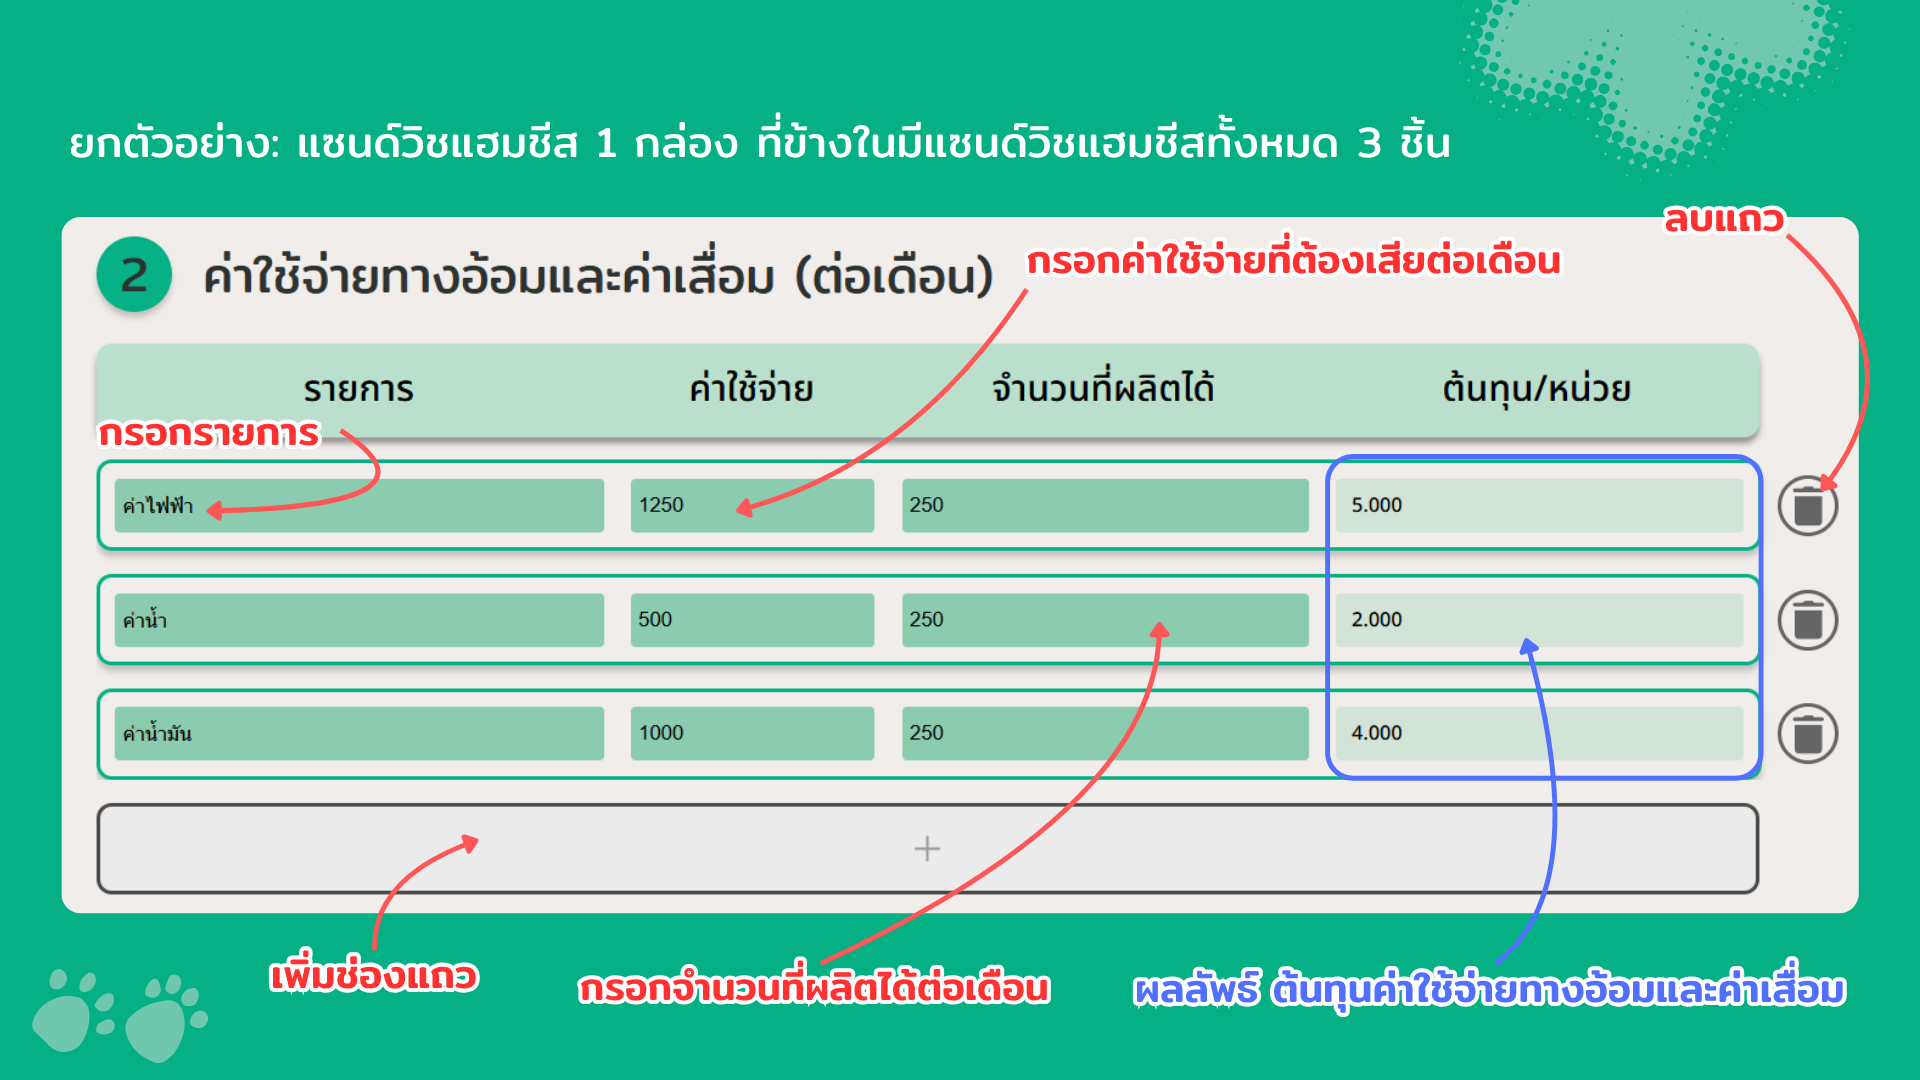 ยกตัวอย่าง: แซนด์วิชแฮมชีส 1 กล่อง ที่ข้างในมีแซนด์วิชแฮมชีสทั้งหมด 3 ชิ้น
ลบแถว
2 ค่าใช้จ่ายทางอ้อมและค่าเสื่อม (ต่อเดือน)
กรอกค่าใช้จ่ายที่ต้องเสียต่อเดือน
รายการ ค่าใช้จ่าย จำนวนที่ผลิตได้ ต้นทุน/หน่วย
กรอกรายการ
ค่าไฟฟ้า 1250 250 5.000
ค่าน้ำ 500 250 2.000
ค่าน้ำมัน 1000 250 4.000
+
เพิ่มช่องแถว
กรอกจำนวนที่ผลิตได้ต่อเดือน
ผลลัพธ์ ต้นทุนค่าใช้จ่ายทางอ้อมและค่าเสื่อม